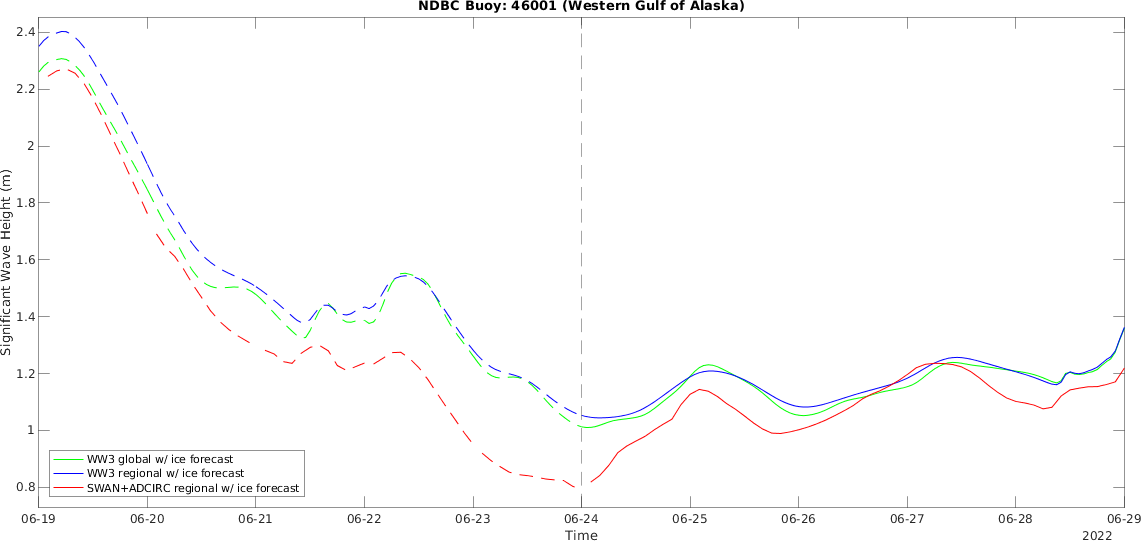 NDBC Buoy: 46001 (Western Gulf of Alaska)
Significant Wave Height (m)
2.4
2.2
2
1.8
1.6
1.4
1.2
1
0.8
WW3 global w/ ice forecast
WW3 regional w/ ice forecast
SWAN+ADCIRC regional w/ ice forecast
06-19 06-20 06-21 06-22 06-23 06-24 06-25 06-26 06-27 06-28 06-29
Time
2022